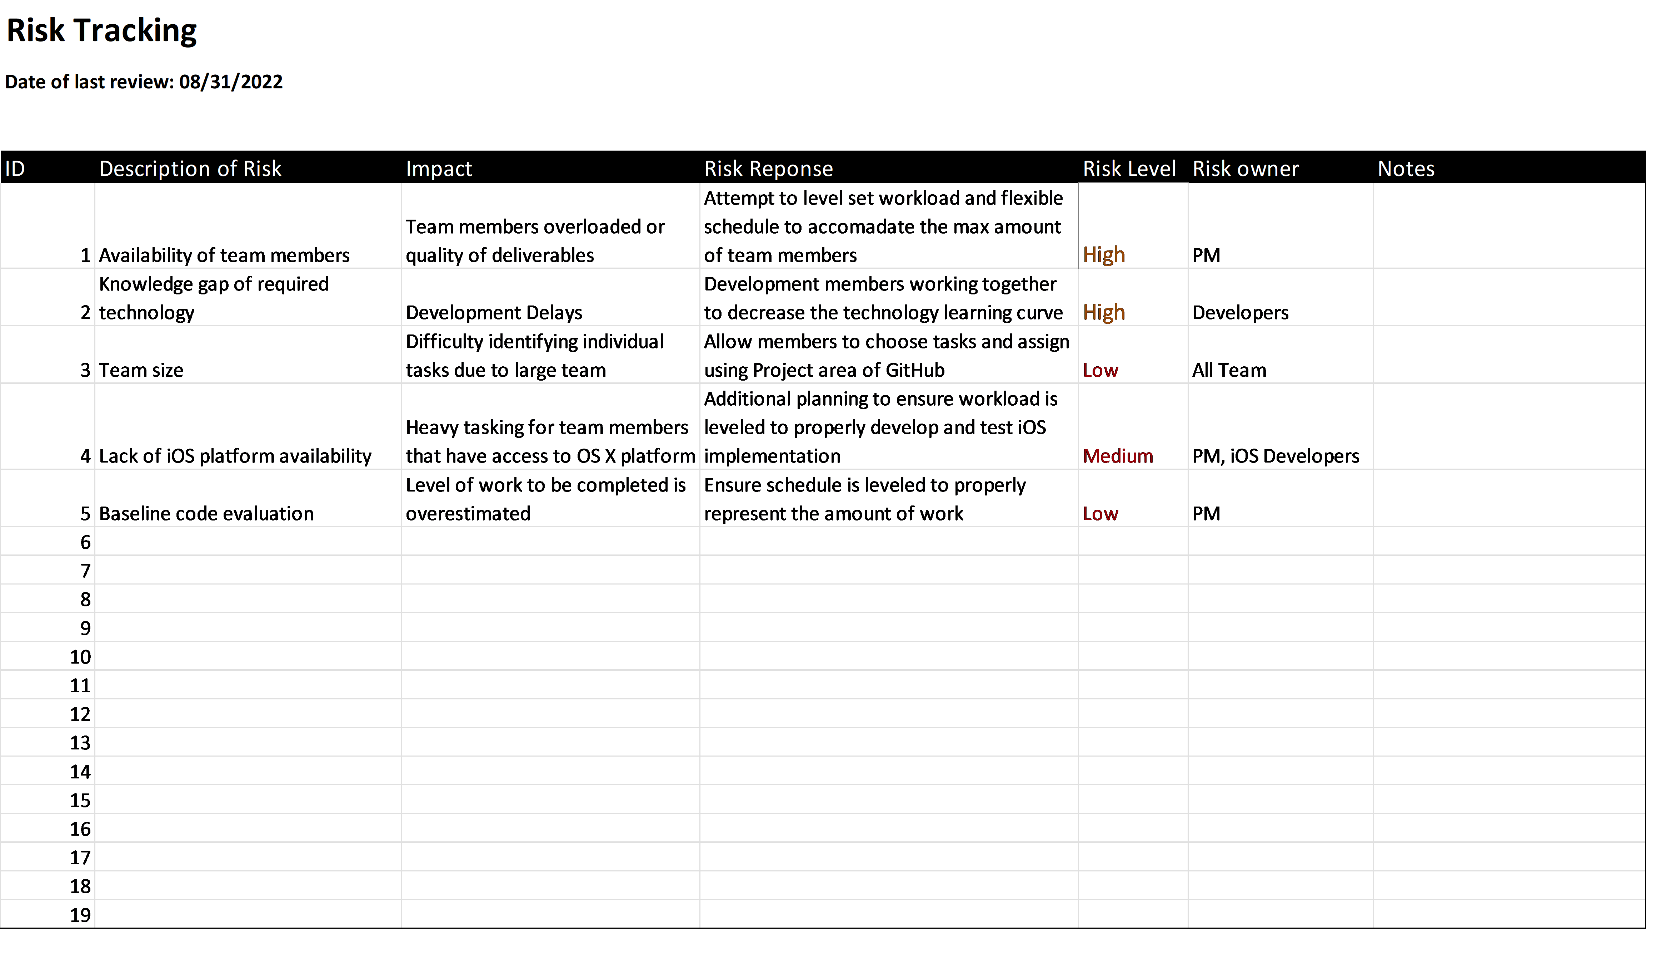 Risk Tracking
Date of last review: 08/31/2022
ID Description of Risk Impact Risk Reponse Risk Level Risk owner Notes
Attempt to level set workload and flexible
Team members overloaded or schedule to accomadate the max amount
1 Availability of team members quality of deliverables of team members High PM
Knowledge gap of required Development members working together
2 technology Development Delays to decrease the technology learning curve High Developers
Difficulty identifying individual Allow members to choose tasks and assign
3 Team size tasks due to large team using Project area of GitHub Low All Team
Additional planning to ensure workload is
Heavy tasking for team members leveled to properly develop and test iOS
4 Lack of iOS platform availability that have access to OS X platform implementation Medium PM, iOS Developers
Level of work to be completed is Ensure schedule is leveled to properly
5 Baseline code evaluation overestimated represent the amount of work Low PM
6
7
8
9
10
11
12
13
14
15
16
17
18
19